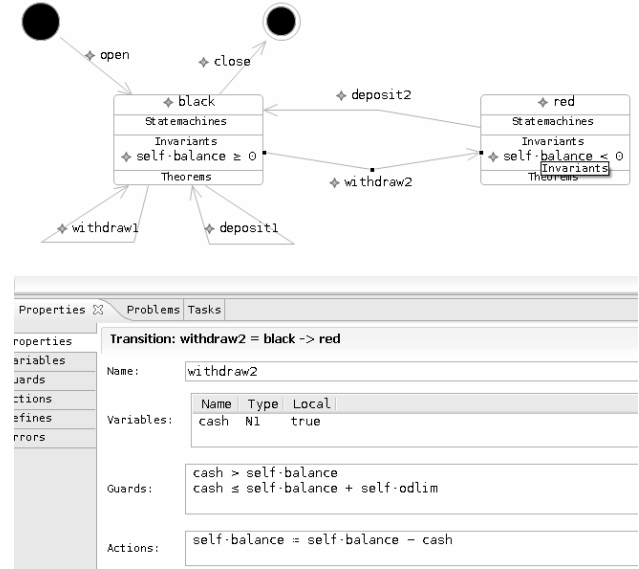 open
close
black
deposit2
red
Statemachines
Statemachines
Invariants
self·balance ≥ 0
Invariants
self·balance < 0
Invariants
Theorems
Theorems
withdraw2
withdraw1
deposit1
Properties
Problems
Tasks
roperties
ariables
uards
ctions
efines
rrors
Transition: withdraw2 = black -> red
Name:
withdraw2
Variables:
Name Type Local
cash N1 true
Guards:
cash > self·balance
cash ≤ self·balance + self·odlim
Actions:
self·balance ≔ self·balance − cash